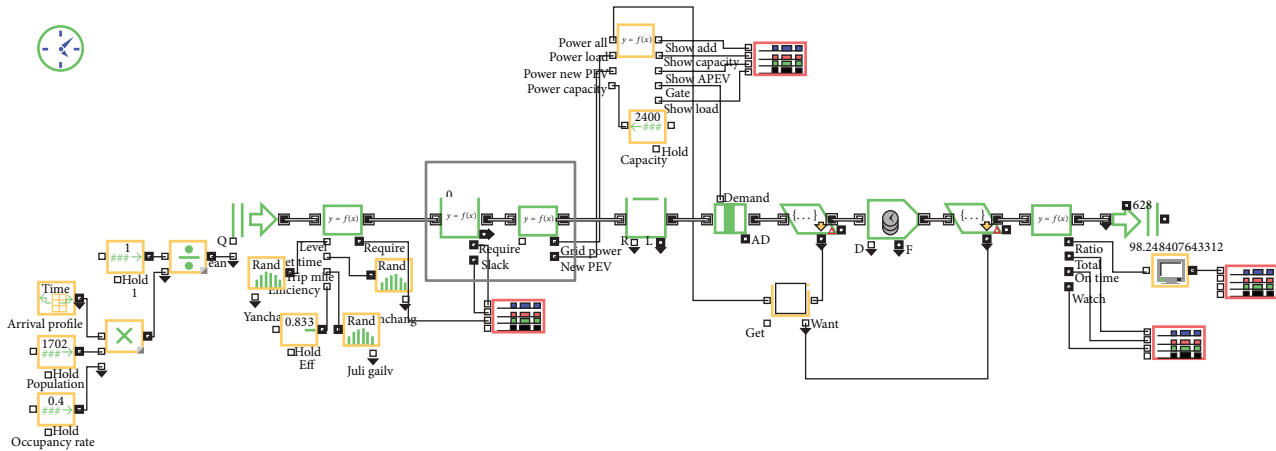 Power all
Power load
Power new PEV
Power capacity
y = f(x)
Show add
Show capacity
Show APEV
Gate
Show load
2400
###
Hold
Capacity
Demand
0
y = f(x)
y = f(x)
y = f(x)
Q
Level
Require
Rand
Rand
Trip mile
Efficiency
0.833
Hold
Eff
Rand
Juli gailv
Require
Slack
Grid power
New PEV
R
L
AD
{...}
D
F
{...}
y = f(x)
628
98.248407643312
Ratio
Total
On time
Watch
Get
Want
1
###
Hold
1
Time
Arrival profile
1702
###
Hold
Population
0.4
###
Hold
Occupancy rate